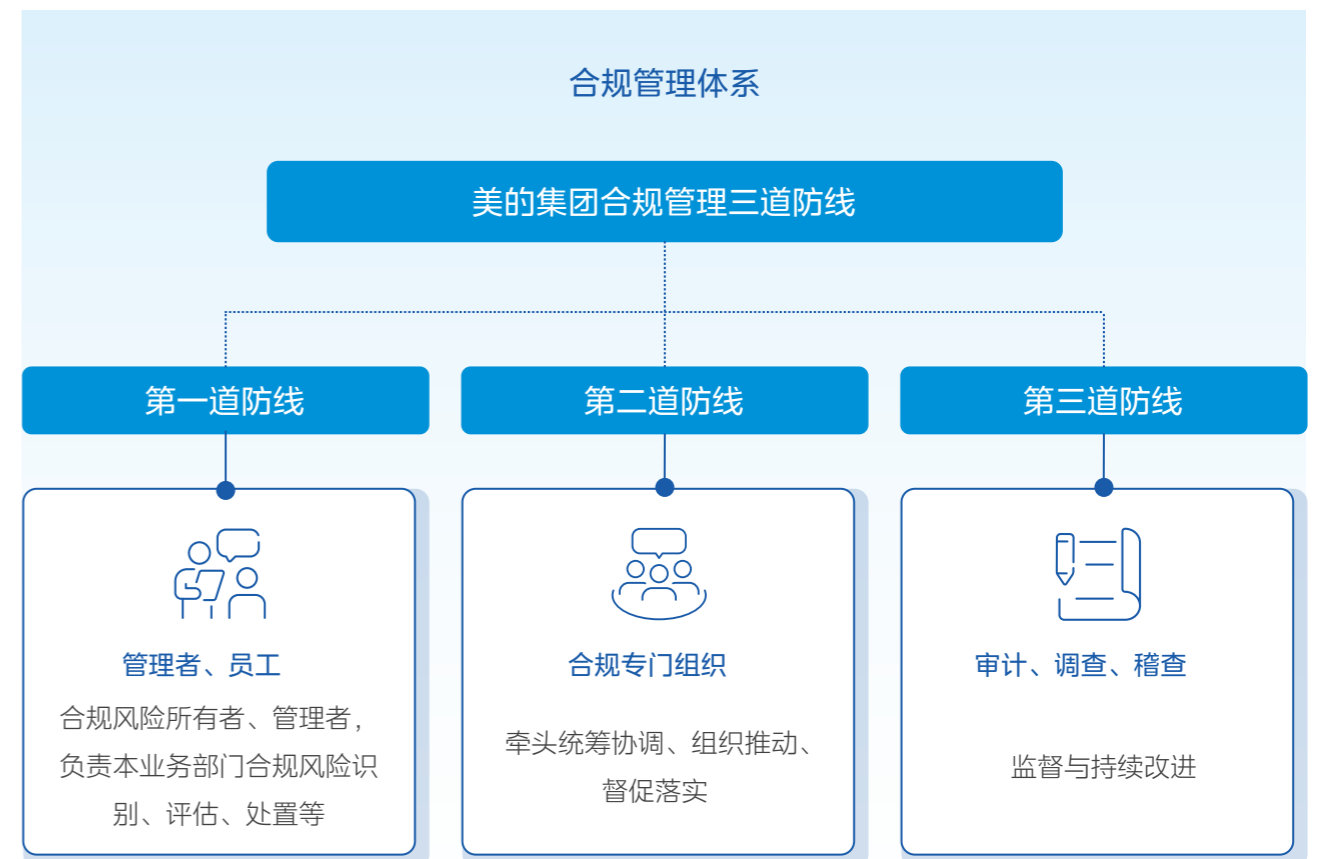 合规管理体系
美的集团合规管理三道防线
第一道防线
第二道防线
第三道防线
管理者、员工
合规风险所有者、管理者，
负责本业务部门合规风险识
别、评估、处置等
合规专门组织
牵头统筹协调、组织推动、
督促落实
审计、调查、稽查
监督与持续改进